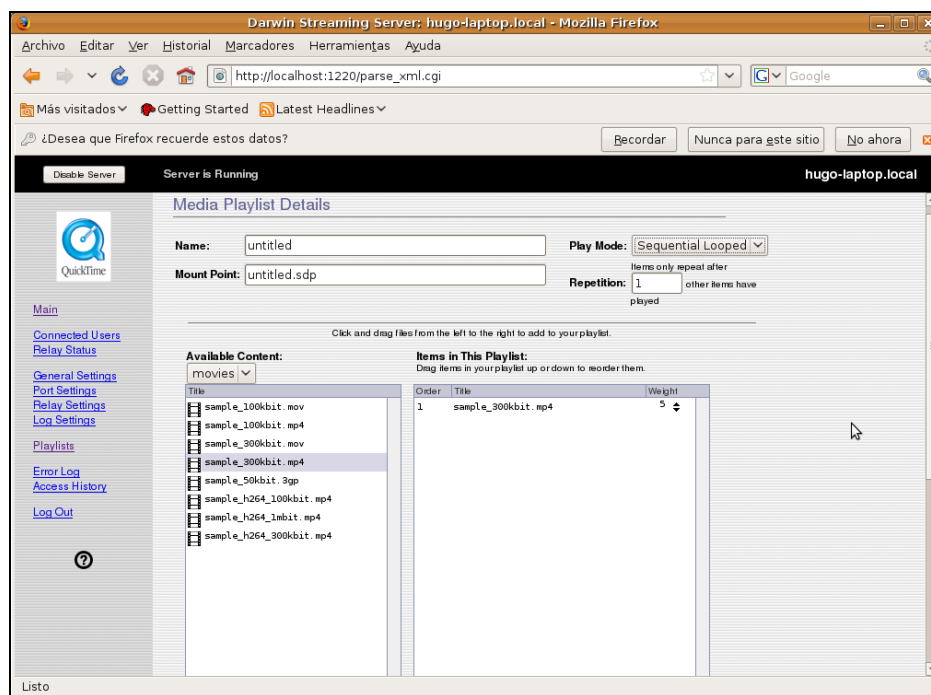 Darwin Streaming Server: hugo-laptop.local - Mozilla Firefox
Archivo Editar Ver Historial Marcadores Herramientas Ayuda
http://localhost:1220/parse_xml.cgi
G Google
Más visitados Getting Started Latest Headlines
¿Desea que Firefox recuerde estos datos? Recordar Nunca para este sitio No ahora
Disable Server Server is Running hugo-laptop.local
QuickTime
Main
Connected Users
Relay Status
General Settings
Port Settings
Relay Settings
Log Settings
Playlists
Error Log
Access History
Log Out
?
Media Playlist Details
Name: untitled
Mount Point: untitled.sdp
Play Mode: Sequential Looped
Items only repeat after
Repetition: 1 other items have
played
Click and drag files from the left to the right to add to your playlist.
Available Content:
movies
Title
sample_100kbit.mov
sample_100kbit.mp4
sample_300kbit.mov
sample_300kbit.mp4
sample_50kbit.3gp
sample_h264_100kbit.mp4
sample_h264_1mbit.mp4
sample_h264_300kbit.mp4
Items in This Playlist:
Drag items in your playlist up or down to reorder them.
Order Title Weight
1 sample_300kbit.mp4 5
Listo